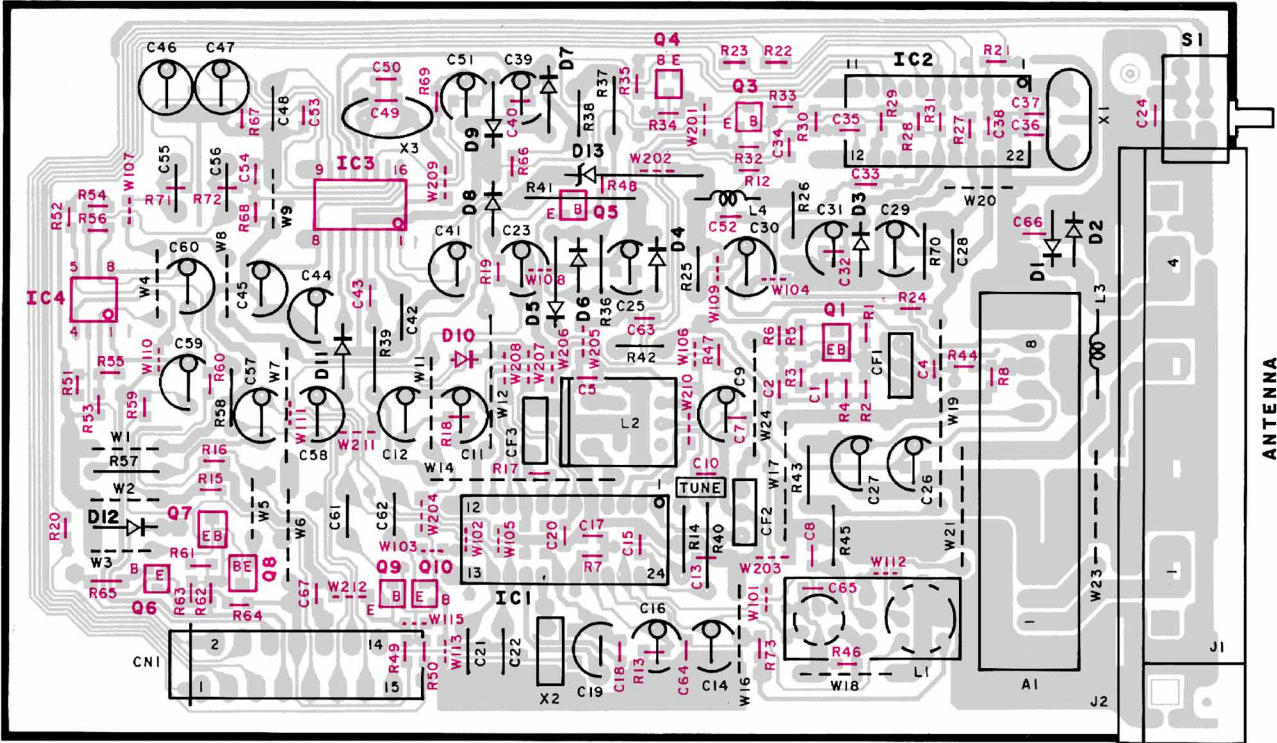 C46 C47 C51 C39 D7 Q4 R23 R22 IC2 R21 S1
C50 R69 R37 R35 B E Q3 11 1
R67 C48 C53 C49 C40 R38 R34 W201 E B R33 R30 C35 R29 R28 R31 R27 C38 C37 C36 X1 C24
X3 D9 D13 W202 R32 C34 12 22
W107 C55 C56 C54 IC3 9 16 W209 R66 R48 R12 C33
R54 R52 R56 R71 R72 R68 W9 8 1 D8 R41 E B Q5 L4 R26 W20
C60 W8 C41 C23 D4 C52 C30 C31 D3 C29 C66 D2
5 8 W4 C45 C44 R19 W108 R25 C32 R70 C28 D1 4
IC4 4 1 C43 C42 D5 D6 R36 C25 W109 W104 L3
C63 Q1 R24
W110 C59 D11 R39 D10 W208 W207 W206 W205 R42 W106 R47 R6 R5 EB R1 CF1 8
R51 R55 R60 C57 W7 W11 W12 C5 C9 C2 R3 C1 C4 R44 R8
R53 R59 R58 W111 R18 CF3 L2 W210 C7 W24 R4 R2 W19
W1 C58 W211 C12 C11
R57 R16 W14 R17 C10 W17 R43 C27 C26
W2 R15 W5 12 1 TUNE
D12 Q7 W6 C61 C62 W204 CF2 W21
R20 EB W103 W102 W105 C20 C17 C15 R14 R40 C8 R45
W3 R61 BE Q8 Q9 Q10 13 R7 24 C13 W203 W112 W23
R65 B E Q6 R63 R62 R64 C67 W212 E B E B IC1 W101 C65 1
W115 C16
CN1 2 14 R49 R50 W113 C21 C22 C18 R13 C64 R73 R46 1 J1
1 15 X2 C19 C14 W16 W18 L1 A1 J2
ANTENNA